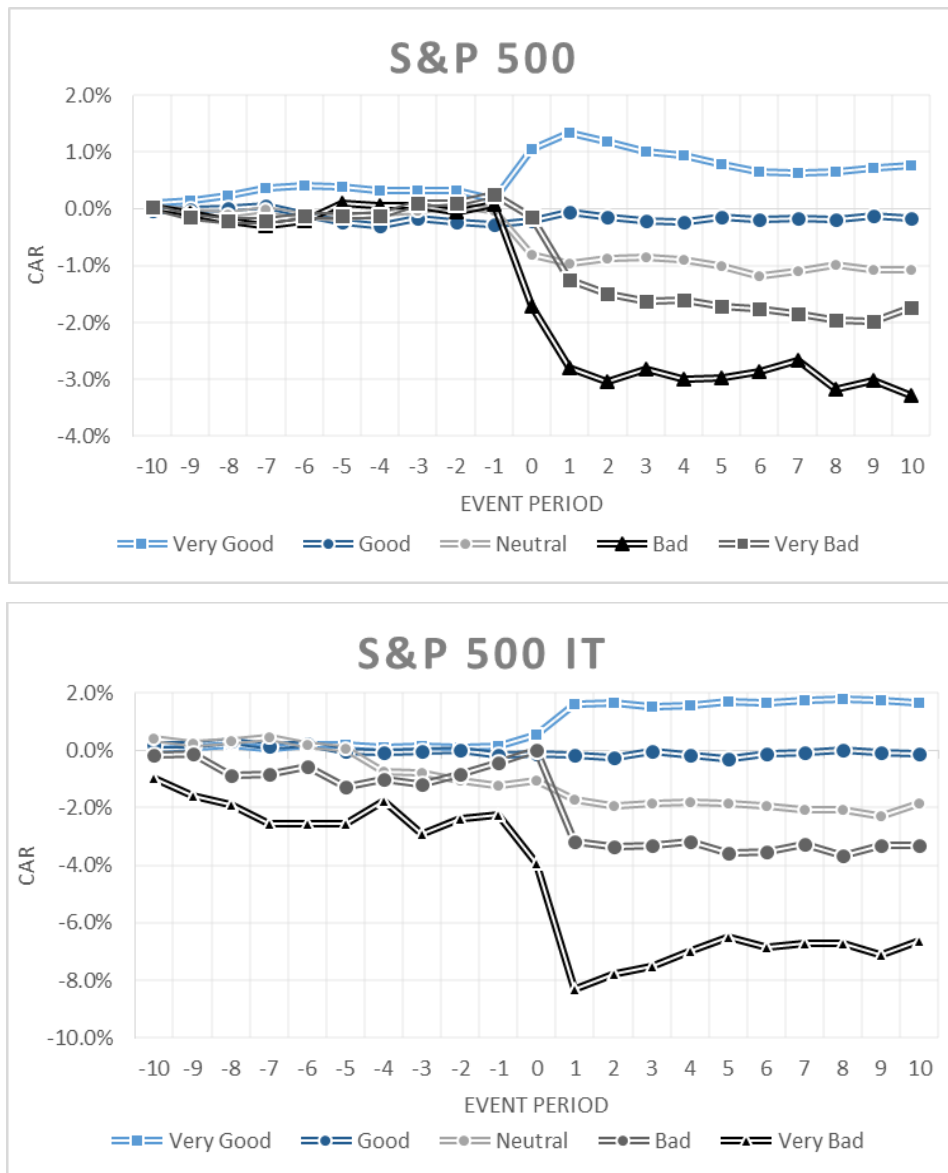 S&P 500
2.0%
1.0%
0.0%
-1.0%
-2.0%
-3.0%
-4.0%
CAR
-10 -9 -8 -7 -6 -5 -4 -3 -2 -1 0 1 2 3 4 5 6 7 8 9 10
EVENT PERIOD
Very Good Good Neutral Bad Very Bad
S&P 500 IT
2.0%
0.0%
-2.0%
-4.0%
-6.0%
-8.0%
-10.0%
CAR
-10 -9 -8 -7 -6 -5 -4 -3 -2 -1 0 1 2 3 4 5 6 7 8 9 10
EVENT PERIOD
Very Good Good Neutral Bad Very Bad